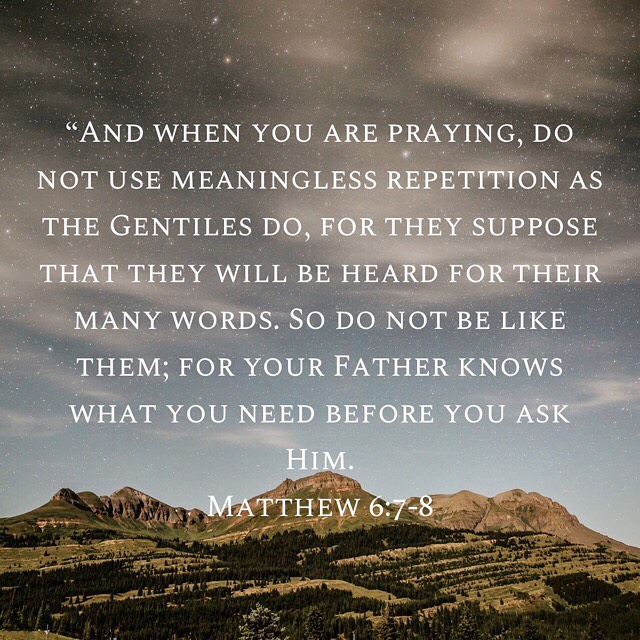 “And when you are praying, do
not use meaningless repetition as
the Gentiles do, for they suppose
that they will be heard for their
many words. So do not be like
them; for your Father knows
what you need before you ask
Him.
Matthew 6:7-8